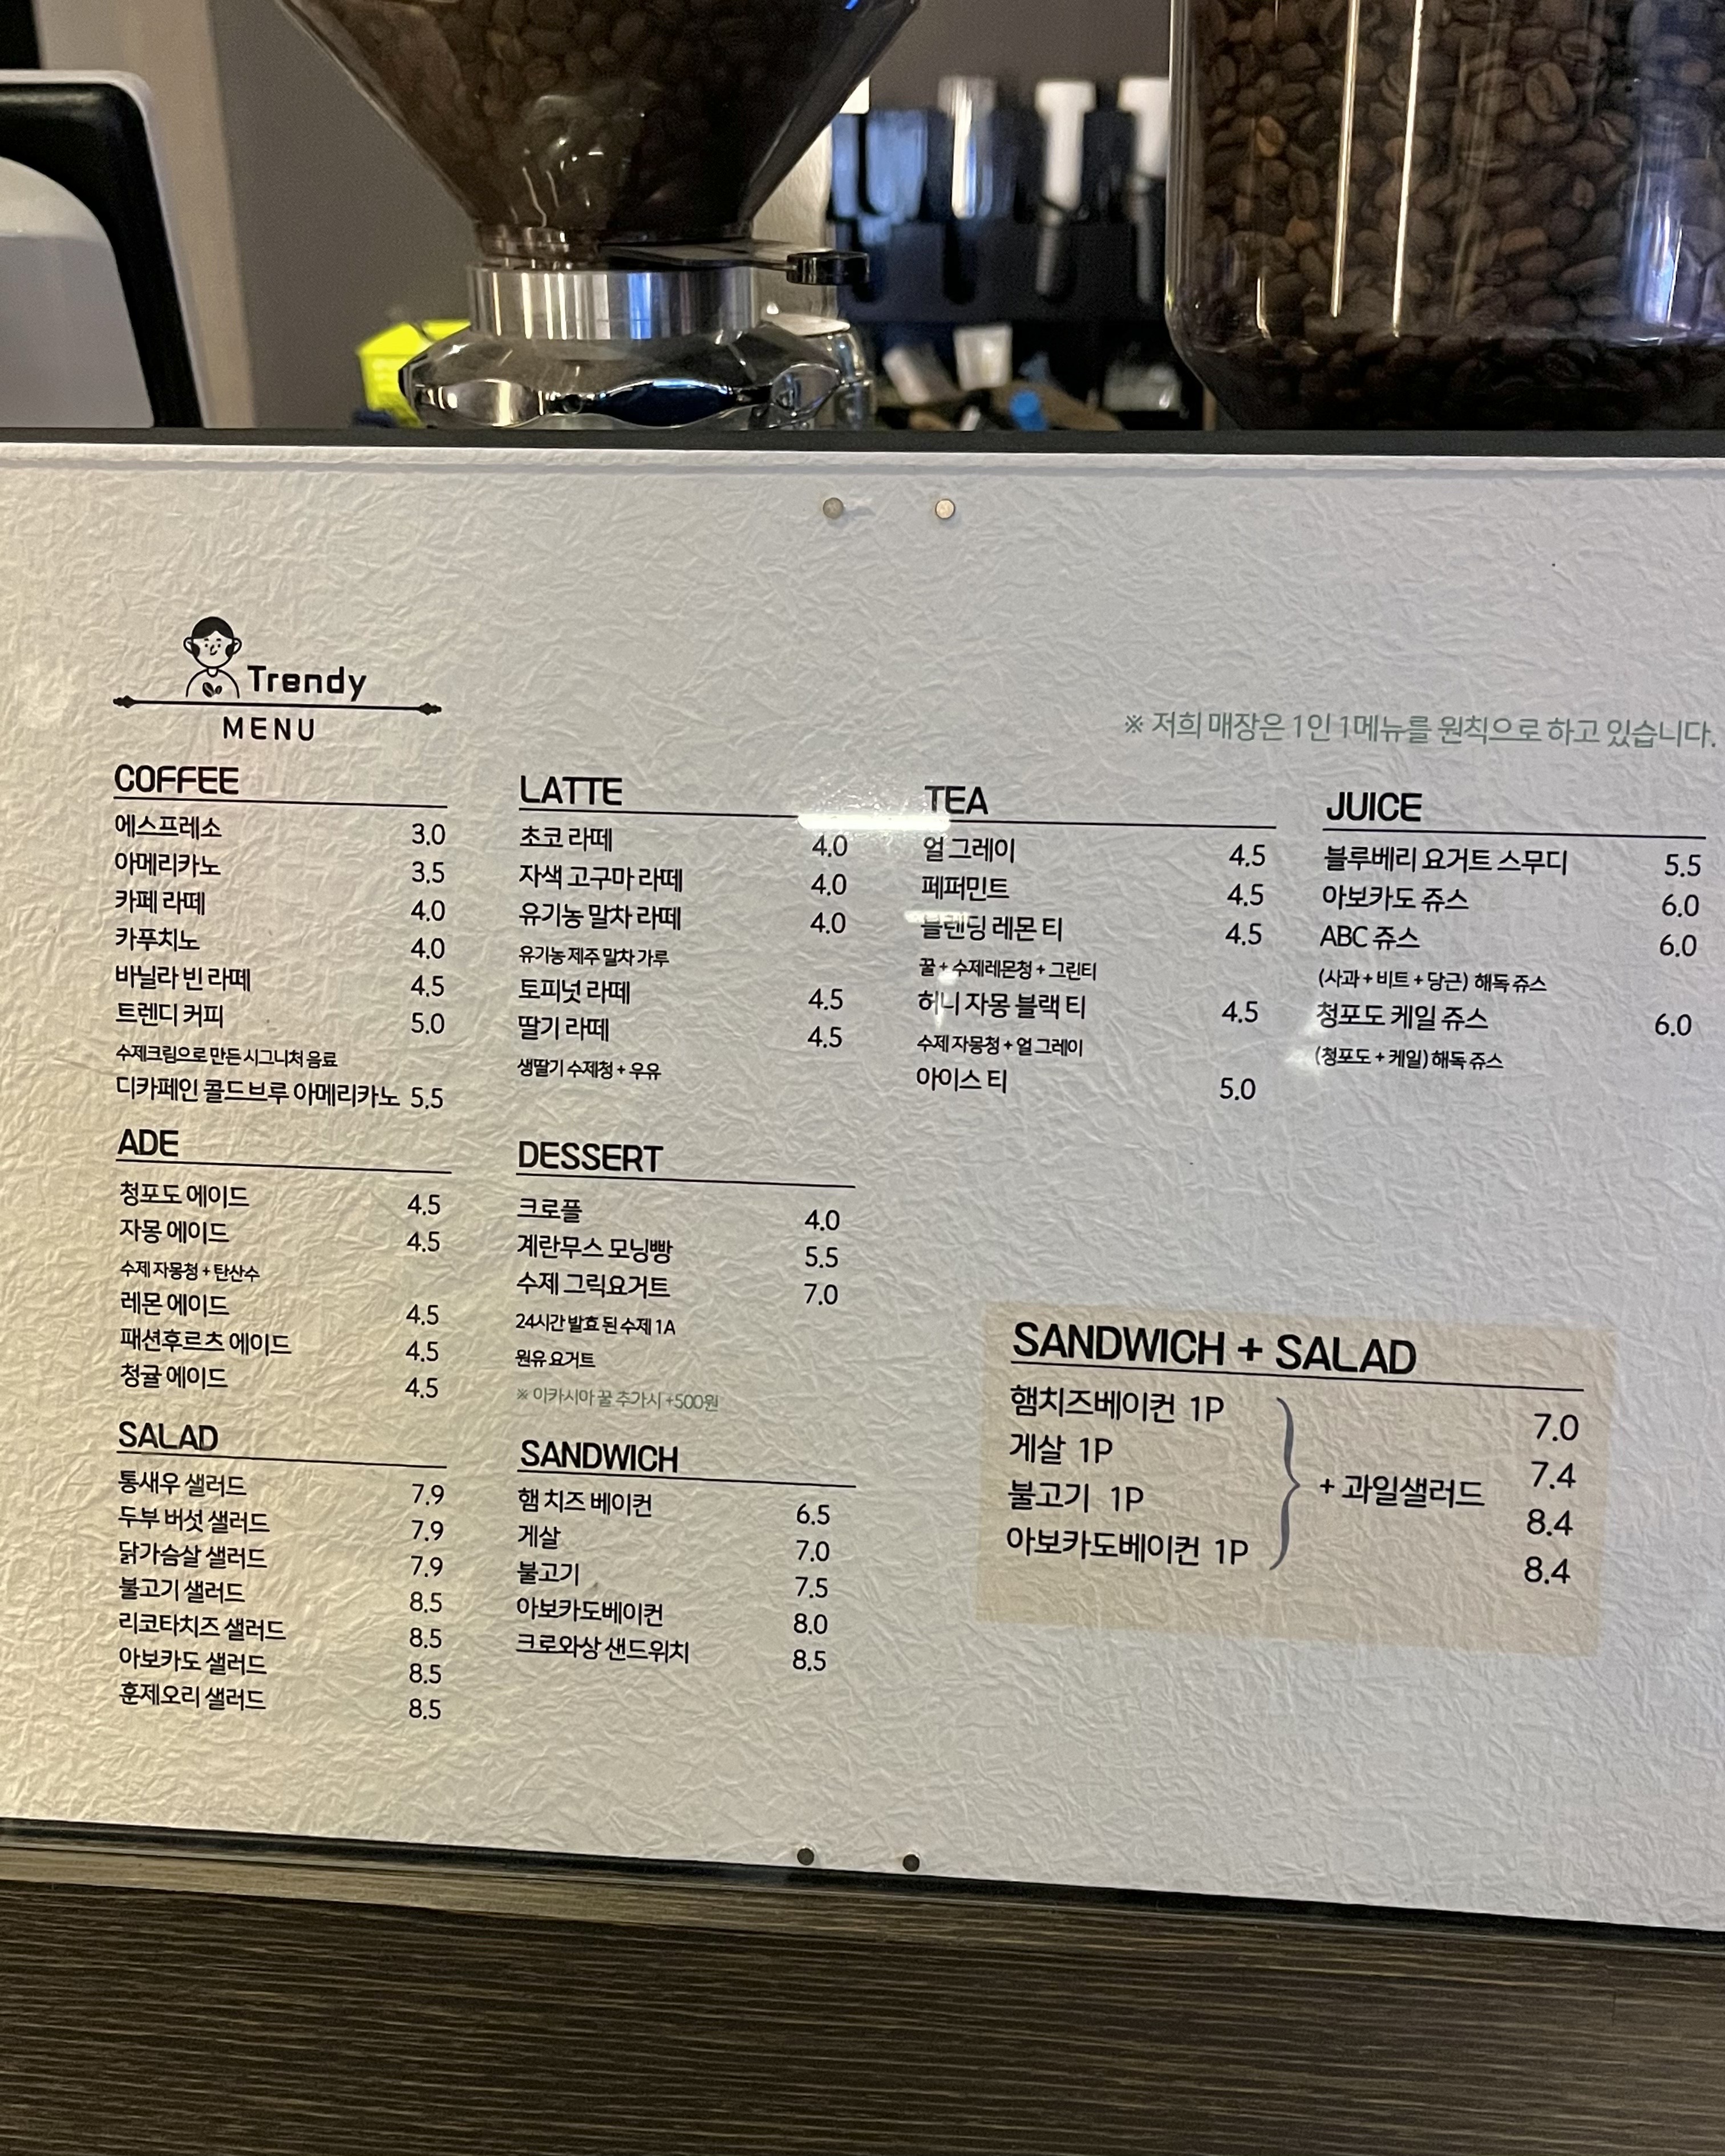 Trendy
MENU
※ 저희 매장은 1인 1메뉴를 원칙으로 하고 있습니다.
COFFEE
에스프레소 3.0
아메리카노 3.5
카페 라떼 4.0
카푸치노 4.0
바닐라 빈 라떼 4.5
트렌디 커피 5.0
수제크림으로 만든 시그니처 음료
디카페인 콜드브루 아메리카노 5.5
LATTE
초코 라떼 4.0
자색 고구마 라떼 4.0
유기농 말차 라떼 4.0
유기농 제주 말차 가루
토피넛 라떼 4.5
딸기 라떼 4.5
생딸기 수제청 + 우유
TEA
얼 그레이 4.5
페퍼민트 4.5
블렌딩 레몬 티 4.5
꿀 + 수제레몬청 + 그린티
허니 자몽 블랙 티 4.5
수제 자몽청 + 얼 그레이
아이스 티 5.0
JUICE
블루베리 요거트 스무디 5.5
아보카도 쥬스 6.0
ABC 쥬스 6.0
(사과 + 비트 + 당근) 해독 쥬스
청포도 케일 쥬스 6.0
(청포도 + 케일) 해독 쥬스
ADE
청포도 에이드 4.5
자몽 에이드 4.5
수제 자몽청 + 탄산수
레몬 에이드 4.5
패션후르츠 에이드 4.5
청귤 에이드 4.5
DESSERT
크로플 4.0
계란무스 모닝빵 5.5
수제 그릭요거트 7.0
24시간 발효 된 수제 1A
원유 요거트
※ 아카시아 꿀 추가시 +500원
SALAD
통새우 샐러드 7.9
두부 버섯 샐러드 7.9
닭가슴살 샐러드 7.9
불고기 샐러드 8.5
리코타치즈 샐러드 8.5
아보카도 샐러드 8.5
훈제오리 샐러드 8.5
SANDWICH
햄 치즈 베이컨 6.5
게살 7.0
불고기 7.5
아보카도베이컨 8.0
크로와상 샌드위치 8.5
SANDWICH + SALAD
햄치즈베이컨 1P 7.0
게살 1P 7.4
불고기 1P 8.4
아보카도베이컨 1P 8.4
+ 과일샐러드